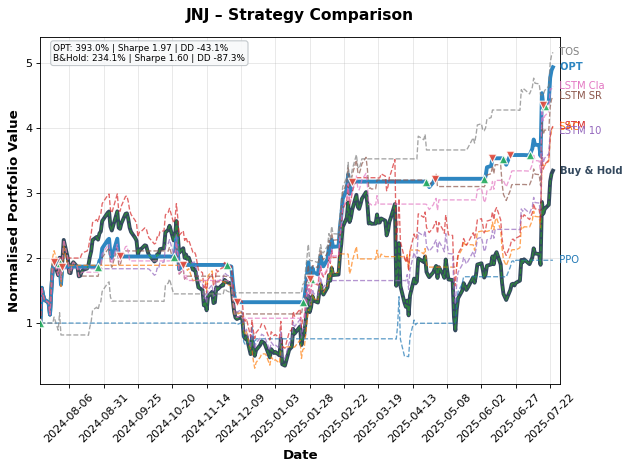 JNJ – Strategy Comparison
OPT: 393.0% | Sharpe 1.97 | DD -43.1%
B&Hold: 234.1% | Sharpe 1.60 | DD -87.3%
Normalised Portfolio Value
5
4
3
2
1
TOS
OPT
LSTM Cla
LSTM SR
LSTM
LSTM 10
Buy & Hold
PPO
2024-08-06
2024-08-31
2024-09-25
2024-10-20
2024-11-14
2024-12-09
2025-01-03
2025-01-28
2025-02-22
2025-03-19
2025-04-13
2025-05-08
2025-06-02
2025-06-27
2025-07-22
Date